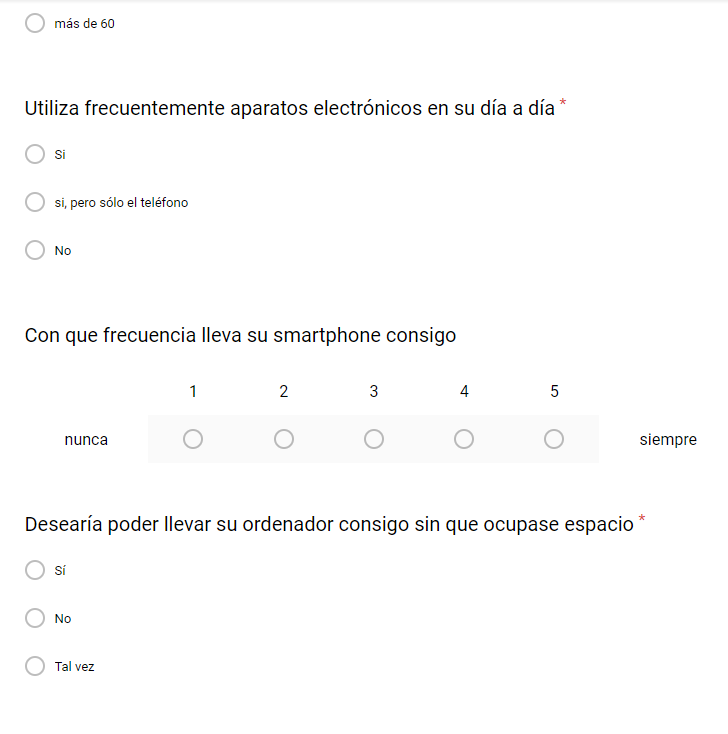 más de 60
Utiliza frecuentemente aparatos electrónicos en su día a día *
Si
si, pero sólo el teléfono
No
Con que frecuencia lleva su smartphone consigo
1 2 3 4 5
nunca siempre
Desearía poder llevar su ordenador consigo sin que ocupase espacio *
Sí
No
Tal vez